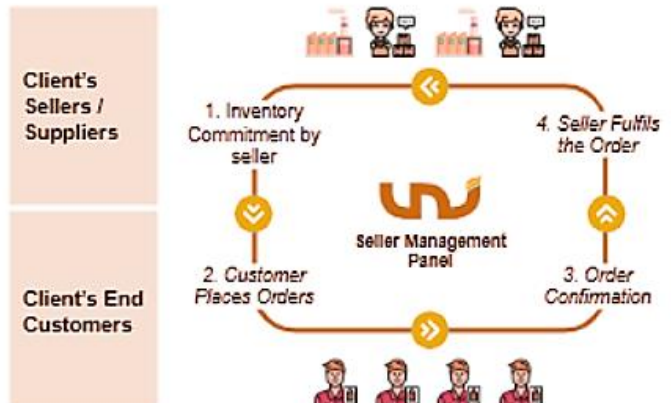 Client's
Sellers /
Suppliers
1. Inventory
Commitment by
seller
4. Seller Fulfils
the Order
uni
Seller Management
Panel
Client's End
Customers
2. Customer
Places Orders
3. Order
Confirmation